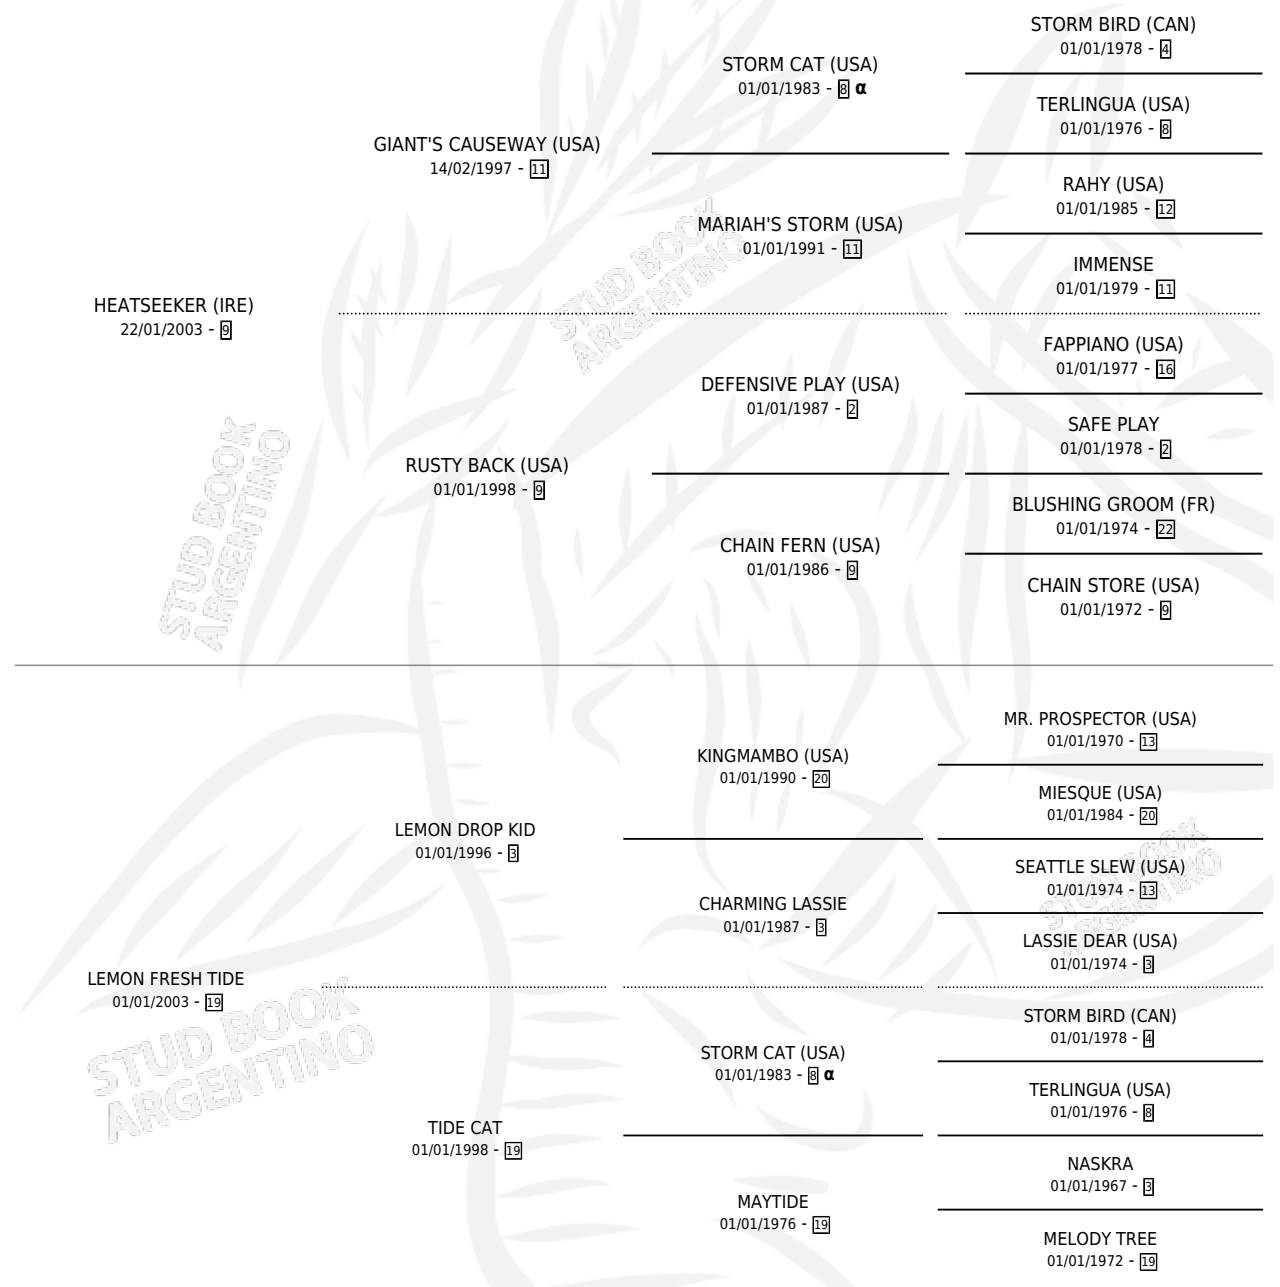 STORM BIRD (CAN)
01/01/1978 - 4
STORM CAT (USA)
01/01/1983 - 8 α
TERLINGUA (USA)
01/01/1976 - 8
GIANT'S CAUSEWAY (USA)
14/02/1997 - 11
RAHY (USA)
01/01/1985 - 12
MARIAH'S STORM (USA)
01/01/1991 - 11
IMMENSE
01/01/1979 - 11
HEATSEEKER (IRE)
22/01/2003 - 9
FAPPIANO (USA)
01/01/1977 - 16
DEFENSIVE PLAY (USA)
01/01/1987 - 2
SAFE PLAY
01/01/1978 - 2
RUSTY BACK (USA)
01/01/1998 - 9
BLUSHING GROOM (FR)
01/01/1974 - 22
CHAIN FERN (USA)
01/01/1986 - 9
CHAIN STORE (USA)
01/01/1972 - 9
MR. PROSPECTOR (USA)
01/01/1970 - 13
KINGMAMBO (USA)
01/01/1990 - 20
MIESQUE (USA)
01/01/1984 - 20
LEMON DROP KID
01/01/1996 - 3
SEATTLE SLEW (USA)
01/01/1974 - 13
CHARMING LASSIE
01/01/1987 - 3
LASSIE DEAR (USA)
01/01/1974 - 3
LEMON FRESH TIDE
01/01/2003 - 19
STORM BIRD (CAN)
01/01/1978 - 4
STORM CAT (USA)
01/01/1983 - 8 α
TERLINGUA (USA)
01/01/1976 - 8
TIDE CAT
01/01/1998 - 19
NASKRA
01/01/1967 - 3
MAYTIDE
01/01/1976 - 19
MELODY TREE
01/01/1972 - 19
STUD BOOK
ARGENTINO
STUD BOOK
ARGENTINO
STUD BOOK
ARGENTINO
STUD BOOK
ARGENTINO